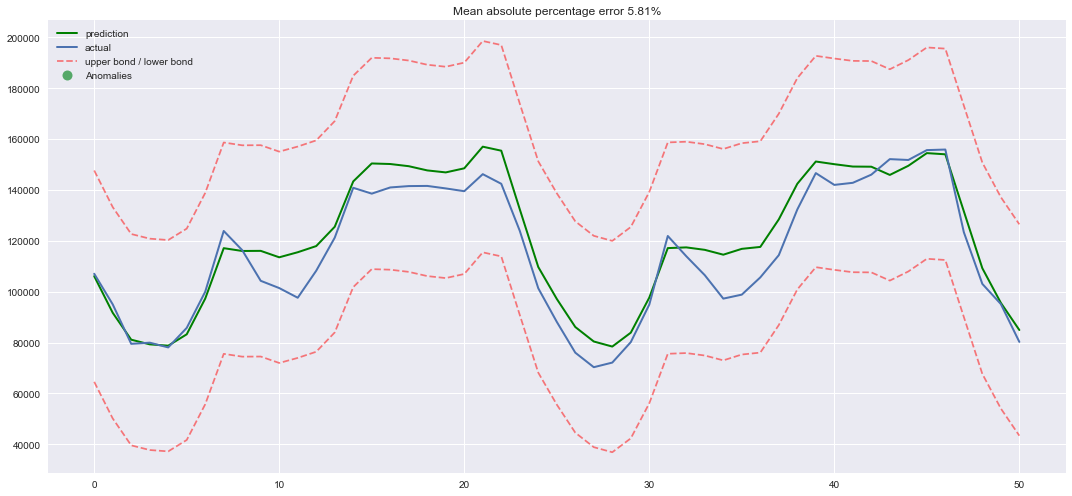 Mean absolute percentage error 5.81%
prediction
actual
upper bond / lower bond
Anomalies
200000
180000
160000
140000
120000
100000
80000
60000
40000
0 10 20 30 40 50